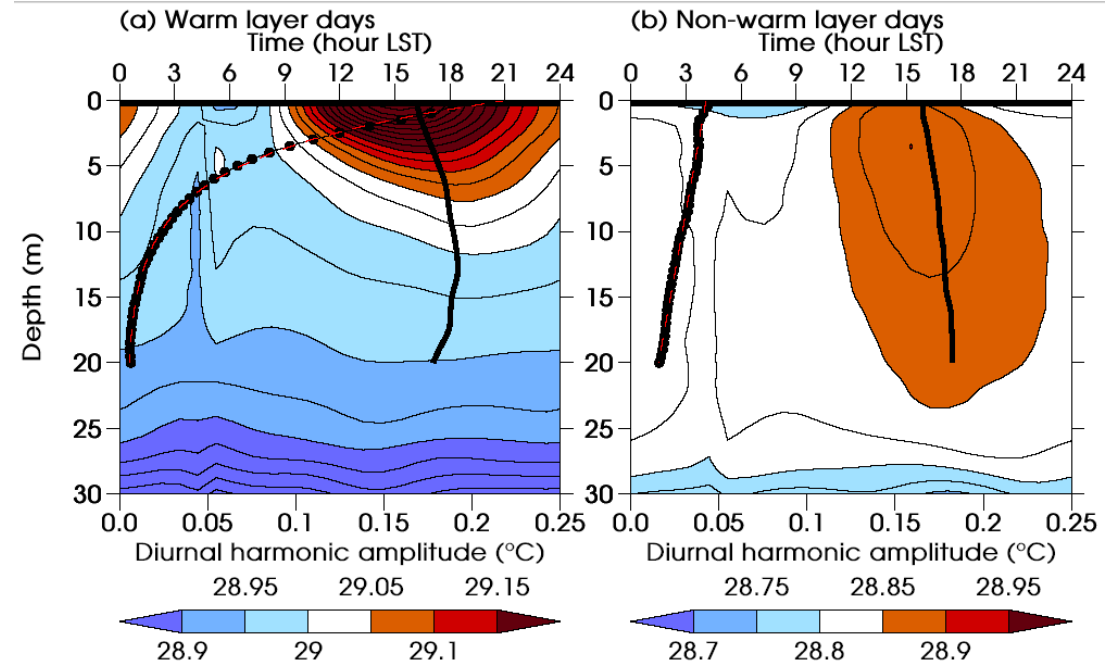 (a) Warm layer days
Time (hour LST)
0 3 6 9 12 15 18 21 24
0
5
10
15
20
25
30
Depth (m)
0.0 0.05 0.1 0.15 0.2 0.25
Diurnal harmonic amplitude (°C)
28.95 29.05 29.15
28.9 29 29.1
(b) Non-warm layer days
Time (hour LST)
0 3 6 9 12 15 18 21 24
0
5
10
15
20
25
30
0.0 0.05 0.1 0.15 0.2 0.25
Diurnal harmonic amplitude (°C)
28.75 28.85 28.95
28.7 28.8 28.9